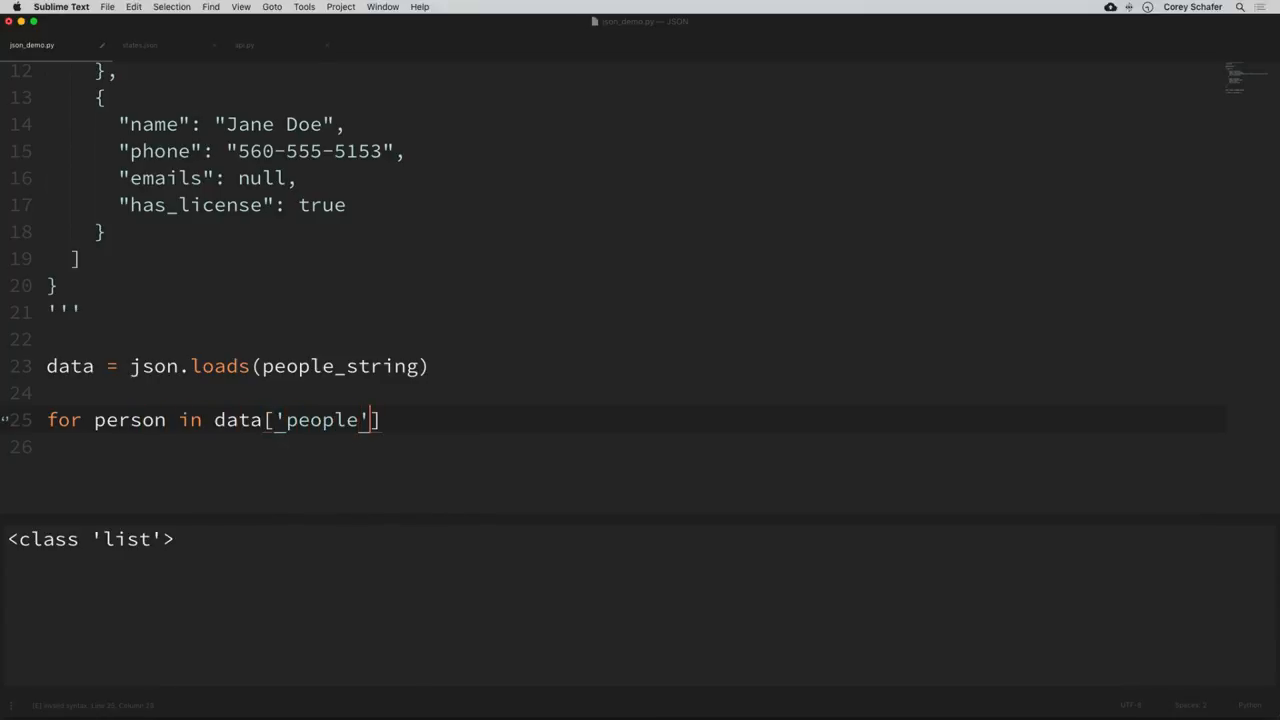 Sublime Text File Edit Selection Find View Goto Tools Project Window Help Corey Schafer
json_demo.py — JSON
json_demo.py states.json api.py
12 },
13 {
14 "name": "Jane Doe",
15 "phone": "560-555-5153",
16 "emails": null,
17 "has_license": true
18 }
19 ]
20 }
21 '''
22
23 data = json.loads(people_string)
24
25 for person in data['people']
26
<class 'list'>
[E] Invalid syntax: Line 25, Column 29 UTF-8 Spaces: 2 Python